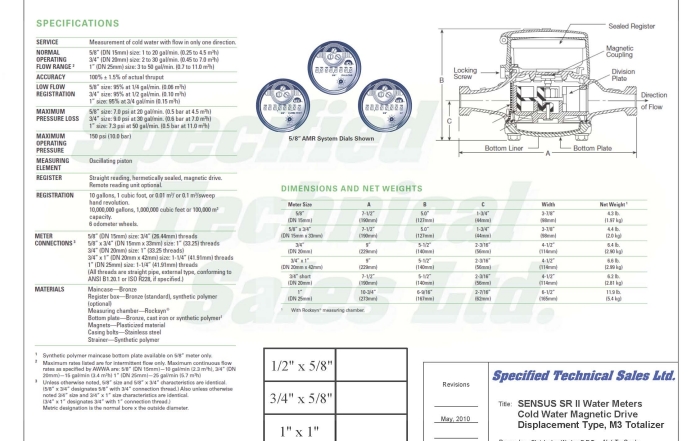 SPECIFICATIONS
SERVICE Measurement of cold water with flow in only one direction.
NORMAL OPERATING FLOW RANGE 2
5/8" (DN 15mm): 1 to 20 gal/min. (0.25 to 4.5 m³/h)
3/4" (DN 20mm): 2 to 30 gal/min. (0.45 to 7.0 m³/h)
1" (DN 25mm): 3 to 50 gal/min. (0.7 to 11.0 m³/h)
ACCURACY 100% ± 1.5% of actual thruput
LOW FLOW REGISTRATION
5/8" size: 95% at 1/4 gal/min. (0.06 m³/h)
3/4" size: 95% at 1/2 gal/min. (0.10 m³/h)
1" size: 95% at 3/4 gal/min (0.15 m³/h)
MAXIMUM PRESSURE LOSS
5/8" size: 7.0 psi at 20 gal/min. (0.5 bar at 4.5 m³/h)
3/4" size: 9.0 psi at 30 gal/min. (0.6 bar at 7.0 m³/h)
1" size: 7.3 psi at 50 gal/min. (0.5 bar at 11.0 m³/h)
MAXIMUM OPERATING PRESSURE
150 psi (10.0 bar)
MEASURING ELEMENT
Oscillating piston
REGISTER Straight reading, hermetically sealed, magnetic drive.
Remote reading unit optional.
REGISTRATION 10 gallons, 1 cubic foot, or 0.01 m³/ or 0.1 m³/sweep
hand revolution.
10,000,000 gallons, 1,000,000 cubic feet or 100,000 m³
capacity.
6 odometer wheels.
METER CONNECTIONS 3
5/8" (DN 15mm) size: 3/4" (26.44mm) threads
5/8" x 3/4" (DN 15mm x 33mm) size: 1" (33.25) threads
3/4" (DN 20mm) size: 1" (33.25) threads
3/4" x 1" (DN 20mm x 42mm) size: 1-1/4" (41.91mm) threads
1" (DN 25mm) size: 1-1/4" (41.91mm) threads
(All threads are straight pipe, external type, conforming to
ANSI B1.20.1 or ISO R228, if specified.)
MATERIALS Maincase—Bronze
Register box—Bronze (standard), synthetic polymer
(optional)
Measuring chamber—Rocksyn®
Bottom plate—Bronze, cast iron or synthetic polymer1
Magnets—Plasticized material
Casing bolts—Stainless steel
Strainer—Synthetic polymer
1 Synthetic polymer maincase bottom plate available on 5/8" meter only.
2 Maximum rates listed are for intermittent flow only. Maximum continuous flow
rates as specified by AWWA are: 5/8" (DN 15mm)—10 gal/min (2.3 m³/h), 3/4" (DN
20mm)—15 gal/min (3.4 m³/h) 1" (DN 25mm)—25 gal/min (5.7 m³/h)
3 Unless otherwise noted, 5/8" size and 5/8" x 3/4" characteristics are identical.
(5/8" x 3/4" designates 5/8" with 3/4" connection thread.) Also unless otherwise
noted 3/4" size and 3/4" x 1" size characteristics are identical.
(3/4" x 1" designates 3/4" with 1" connection thread.)
Metric designation is the normal bore x the outside diameter.
5/8" AMR System Dials Shown
Sealed Register
Magnetic Coupling
Locking Screw
Division Plate
Direction of Flow
Bottom Liner
Bottom Plate
A
B
C
DIMENSIONS AND NET WEIGHTS
Meter Size A B C Width Net Weight
5/8" 7-1/2" 5.0" 1-3/4" 3-7/8" 4.3 lb.
(DN 15mm) (190mm) (127mm) (44mm) (98mm) (1.97 kg)
5/8" x 3/4" 7-1/2" 5.0" 1-3/4" 3-7/8" 4.4 lb.
(DN 15mm x 33mm) (190mm) (127mm) (44mm) (98mm) (2.0 kg)
3/4" 9" 5-1/2" 2-3/16" 4-1/2" 6.4 lb.
(DN 20mm) (229mm) (140mm) (56mm) (114mm) (2.90 kg)
3/4" x 1" 9" 5-1/2" 2-3/16" 4-1/2" 6.6 lb.
(DN 20mm x 42mm) (229mm) (140mm) (56mm) (114mm) (2.99 kg)
3/4" short 7-1/2" 5-1/2" 2-3/16" 4-1/2" 6.2 lb.
(DN 20mm) (190mm) (140mm) (56mm) (114mm) (2.81 kg)
1" 10-3/4" 6-9/16" 2-7/16" 6-1/2" 11.9 lb.
(DN 25mm) (273mm) (167mm) (62mm) (165mm) (5.4 kg)
With Rocksyn® measuring chamber.
Specified
Technical
Sales Ltd.
1/2" x 5/8"
3/4" x 5/8"
1" x 1"
Revisions
May, 2010
Specified Technical Sales Ltd.
Title: SENSUS SR II Water Meters
Cold Water Magnetic Drive
Displacement Type, M3 Totalizer